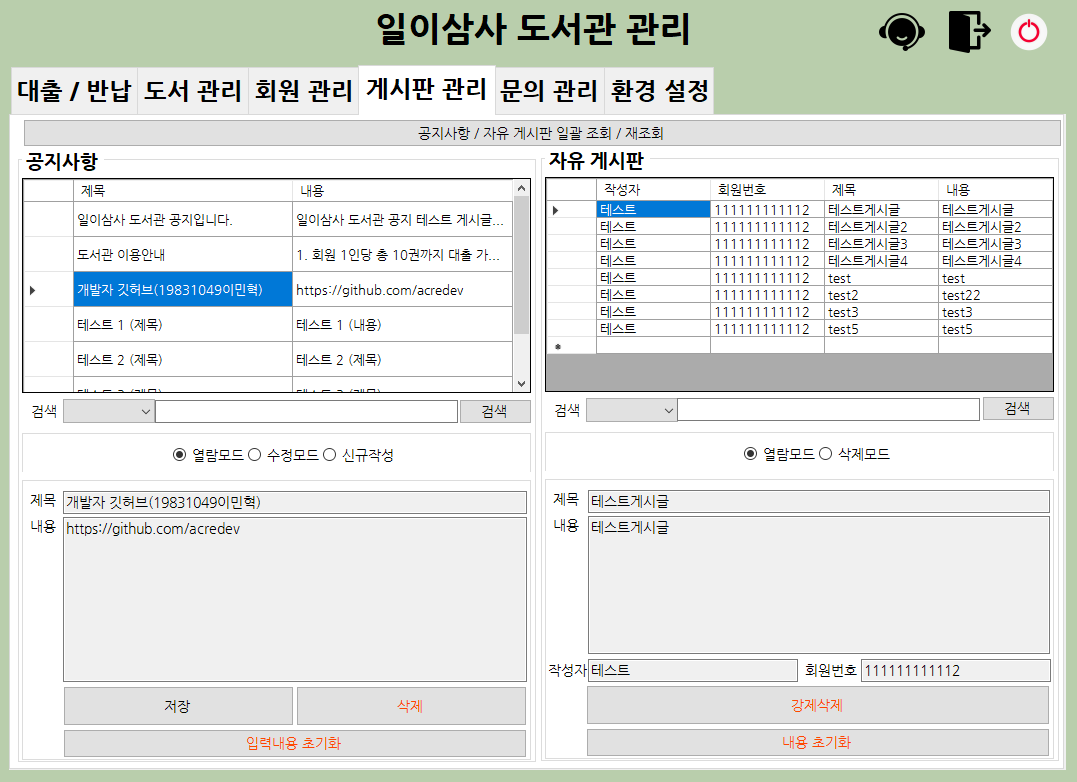 일이삼사 도서관 관리
대출 / 반납 도서 관리 회원 관리 게시판 관리 문의 관리 환경 설정
공지사항 / 자유 게시판 일괄 조회 / 재조회
공지사항
제목 내용
일이삼사 도서관 공지입니다. 일이삼사 도서관 공지 테스트 게시글...
도서관 이용안내 1. 회원 1인당 총 10권까지 대출 가...
개발자 깃허브(19831049이민혁) https://github.com/acredev
테스트 1 (제목) 테스트 1 (내용)
테스트 2 (제목) 테스트 2 (제목)
검색 검색
열람모드 수정모드 신규작성
제목 개발자 깃허브(19831049이민혁)
내용 https://github.com/acredev
저장 삭제
입력내용 초기화
자유 게시판
작성자 회원번호 제목 내용
테스트 111111111112 테스트게시글 테스트게시글
테스트 111111111112 테스트게시글2 테스트게시글2
테스트 111111111112 테스트게시글3 테스트게시글3
테스트 111111111112 테스트게시글4 테스트게시글4
테스트 111111111112 test test
테스트 111111111112 test2 test22
테스트 111111111112 test3 test3
테스트 111111111112 test5 test5
검색 검색
열람모드 삭제모드
제목 테스트게시글
내용 테스트게시글
작성자 테스트 회원번호 111111111112
강제삭제
내용 초기화